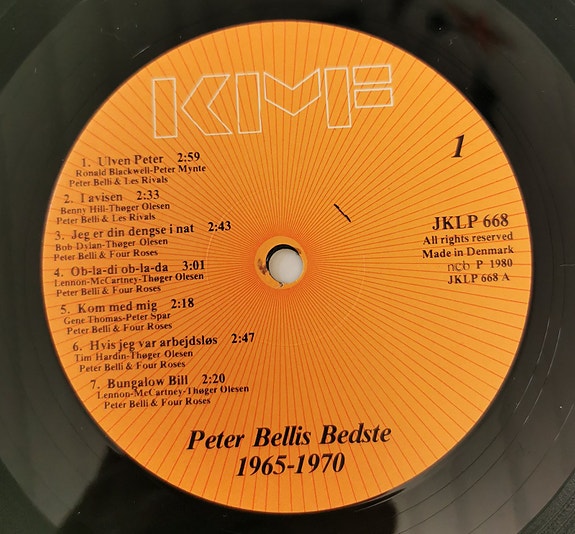 KMF
1
1. Ulven Peter 2:59
Ronald Blackwell-Peter Mynte
Peter Belli & Les Rivals
2. I avisen 2:33
Benny Hill-Thøger Olesen
Peter Belli & Les Rivals
3. Jeg er din dengse i nat 2:43
Bob Dylan-Thøger Olesen
Peter Belli & Four Roses
4. Ob-la-di ob-la-da 3:01
Lennon-McCartney-Thøger Olesen
Peter Belli & Four Roses
5. Kom med mig 2:18
Gene Thomas-Peter Spar
Peter Belli & Four Roses
6. Hvis jeg var arbejdsløs 2:47
Tim Hardin-Thøger Olesen
Peter Belli & Four Roses
7. Bungalow Bill 2:20
Lennon-McCartney-Thøger Olesen
Peter Belli & Four Roses
JKLP 668
All rights reserved
Made in Denmark
ncb P 1980
JKLP 668 A
Peter Bellis Bedste
1965-1970